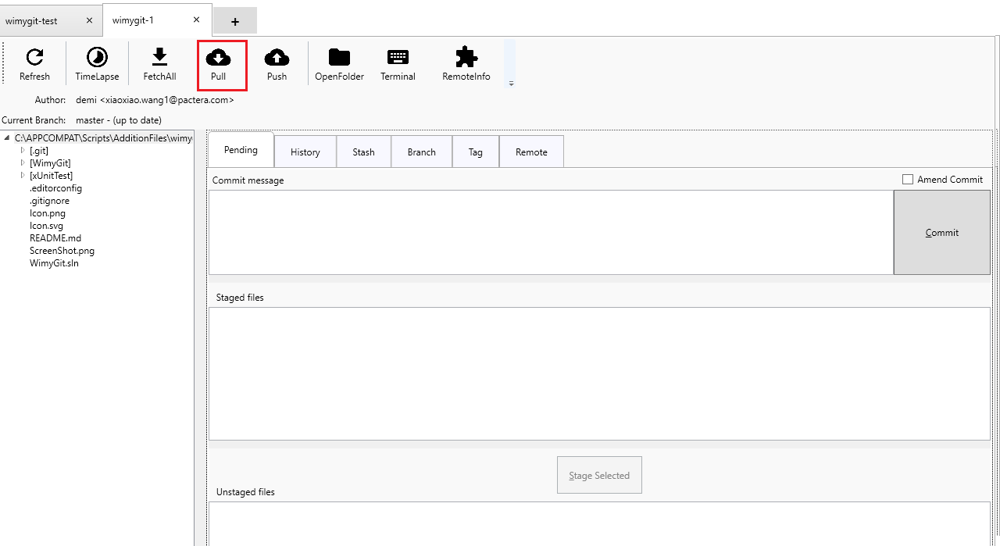 wimygit-test ✕ wimygit-1 ✕ +
Refresh TimeLapse FetchAll Pull Push OpenFolder Terminal RemoteInfo
Author: demi <xiaoxiao.wang1@pactera.com>
Current Branch: master - (up to date)
C:\APPCOMPAT\Scripts\AdditionFiles\wimy
[.git]
[WimyGit]
[xUnitTest]
.editorconfig
.gitignore
Icon.png
Icon.svg
README.md
ScreenShot.png
WimyGit.sln
Pending History Stash Branch Tag Remote
Commit message Amend Commit
Commit
Staged files
Stage Selected
Unstaged files